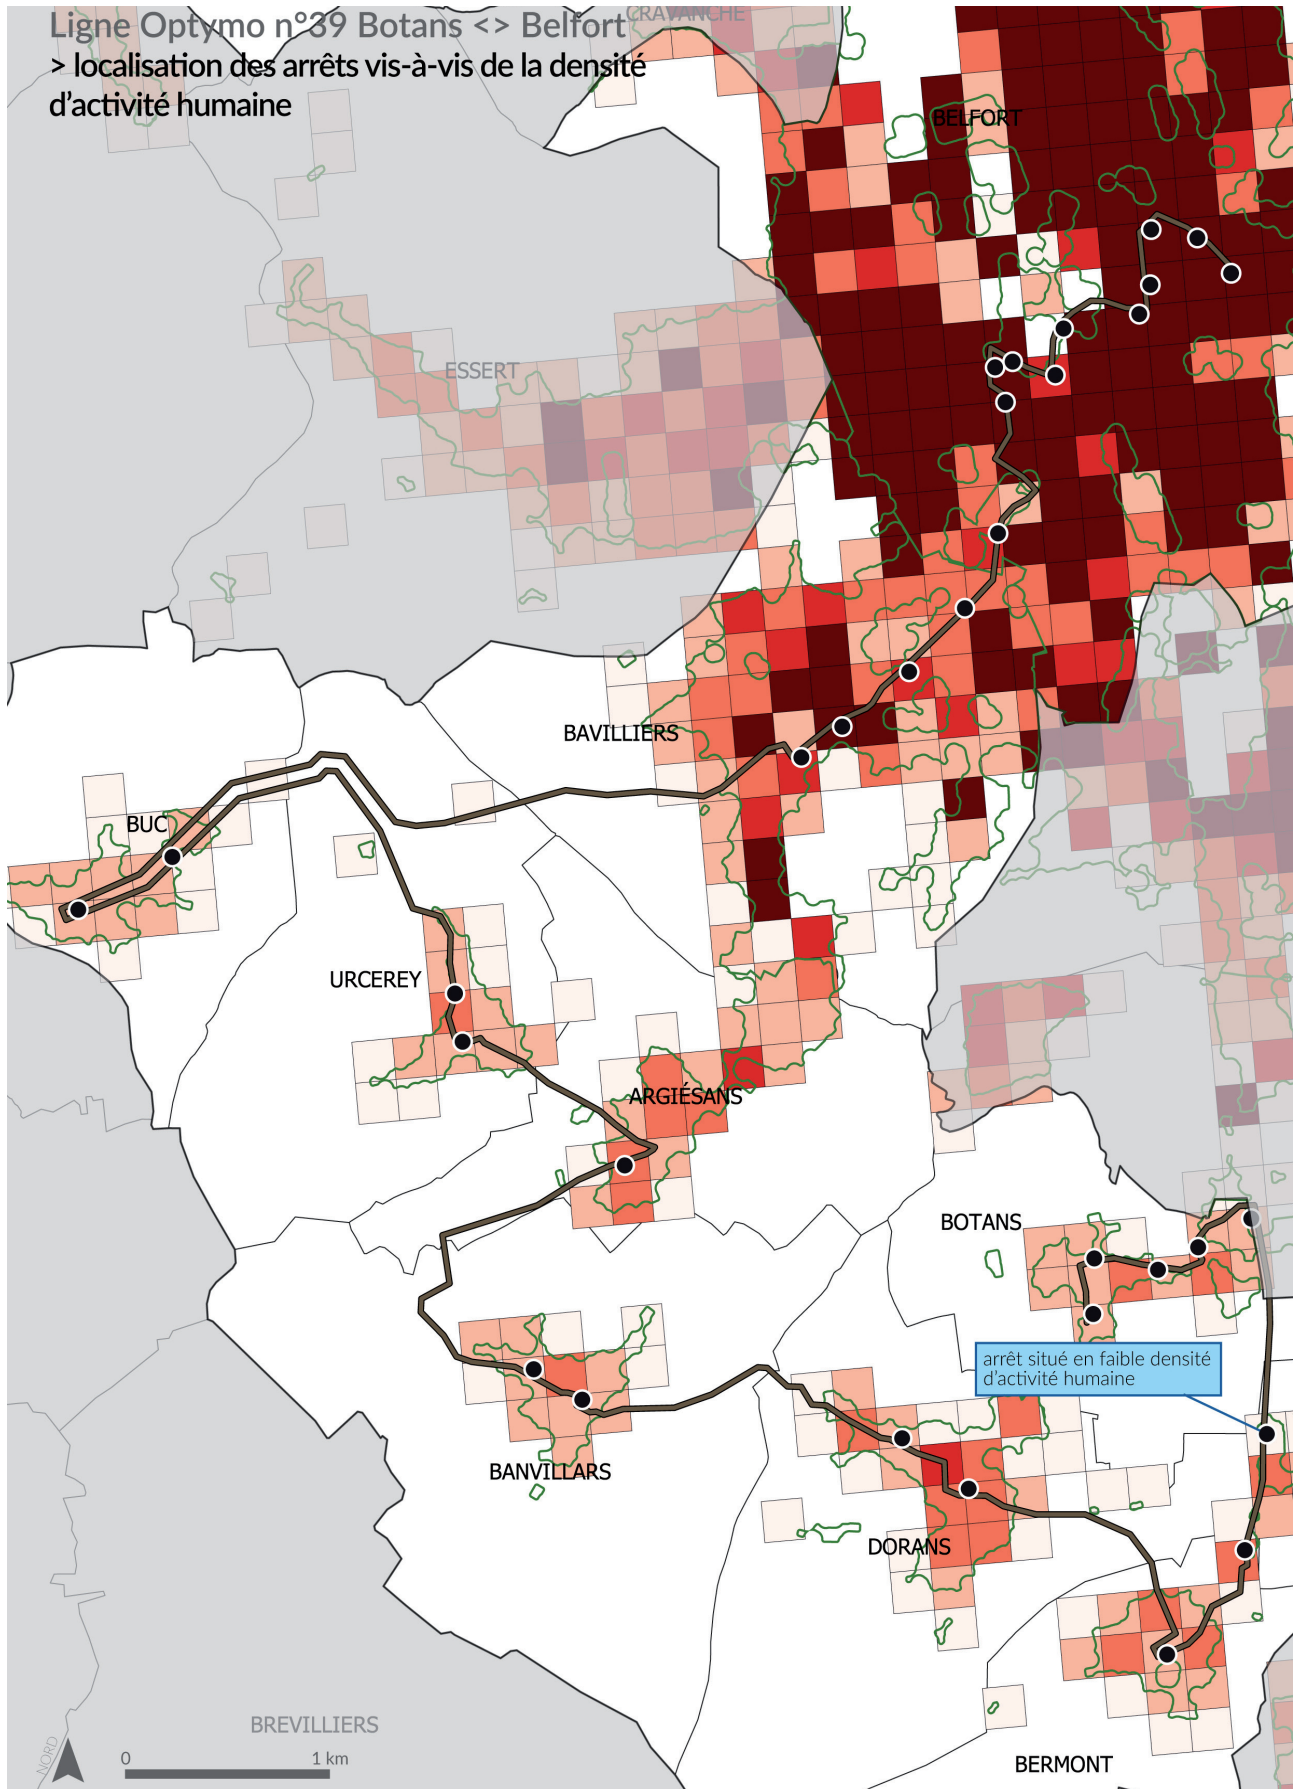 Ligne Optymo n°39 Botans <> Belfort
> localisation des arrêts vis-à-vis de la densité
d'activité humaine
CRAVANCHE
BELFORT
ESSERT
BAVILLIERS
BUC
URCEREY
ARGIÉSANS
BOTANS
arrêt situé en faible densité
d'activité humaine
BANVILLARS
DORANS
BREVILLIERS
BERMONT
NORD
0 1 km